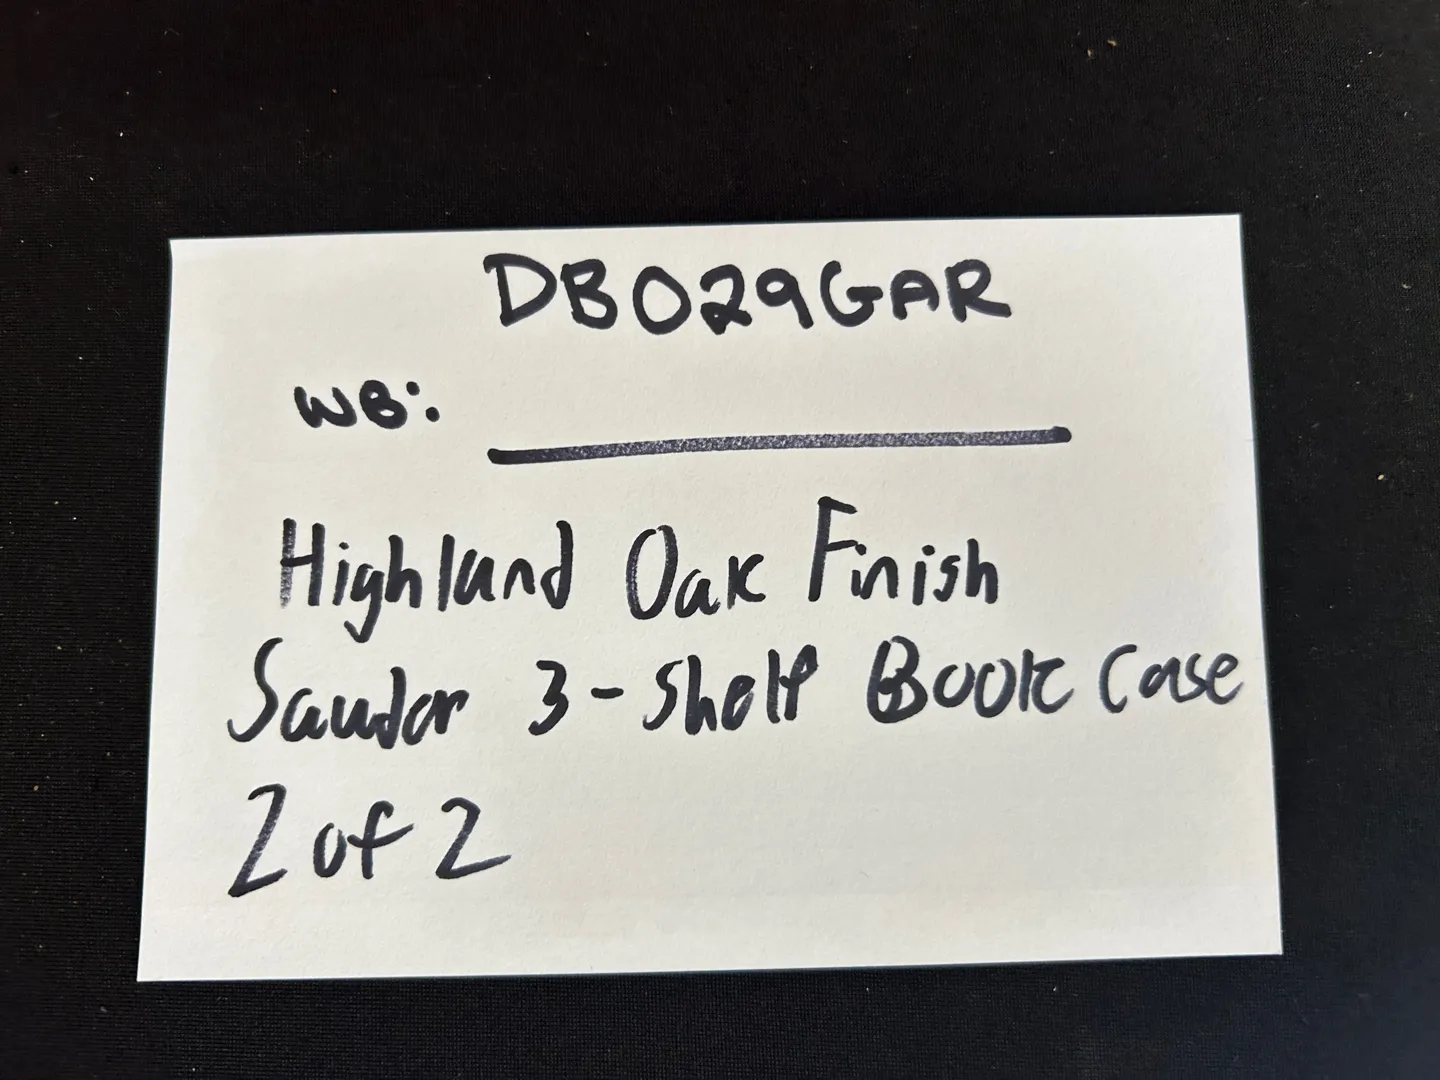 DB029GAR
WB:
Highland Oak Finish
Sauder 3-Shelf Book Case
2 of 2